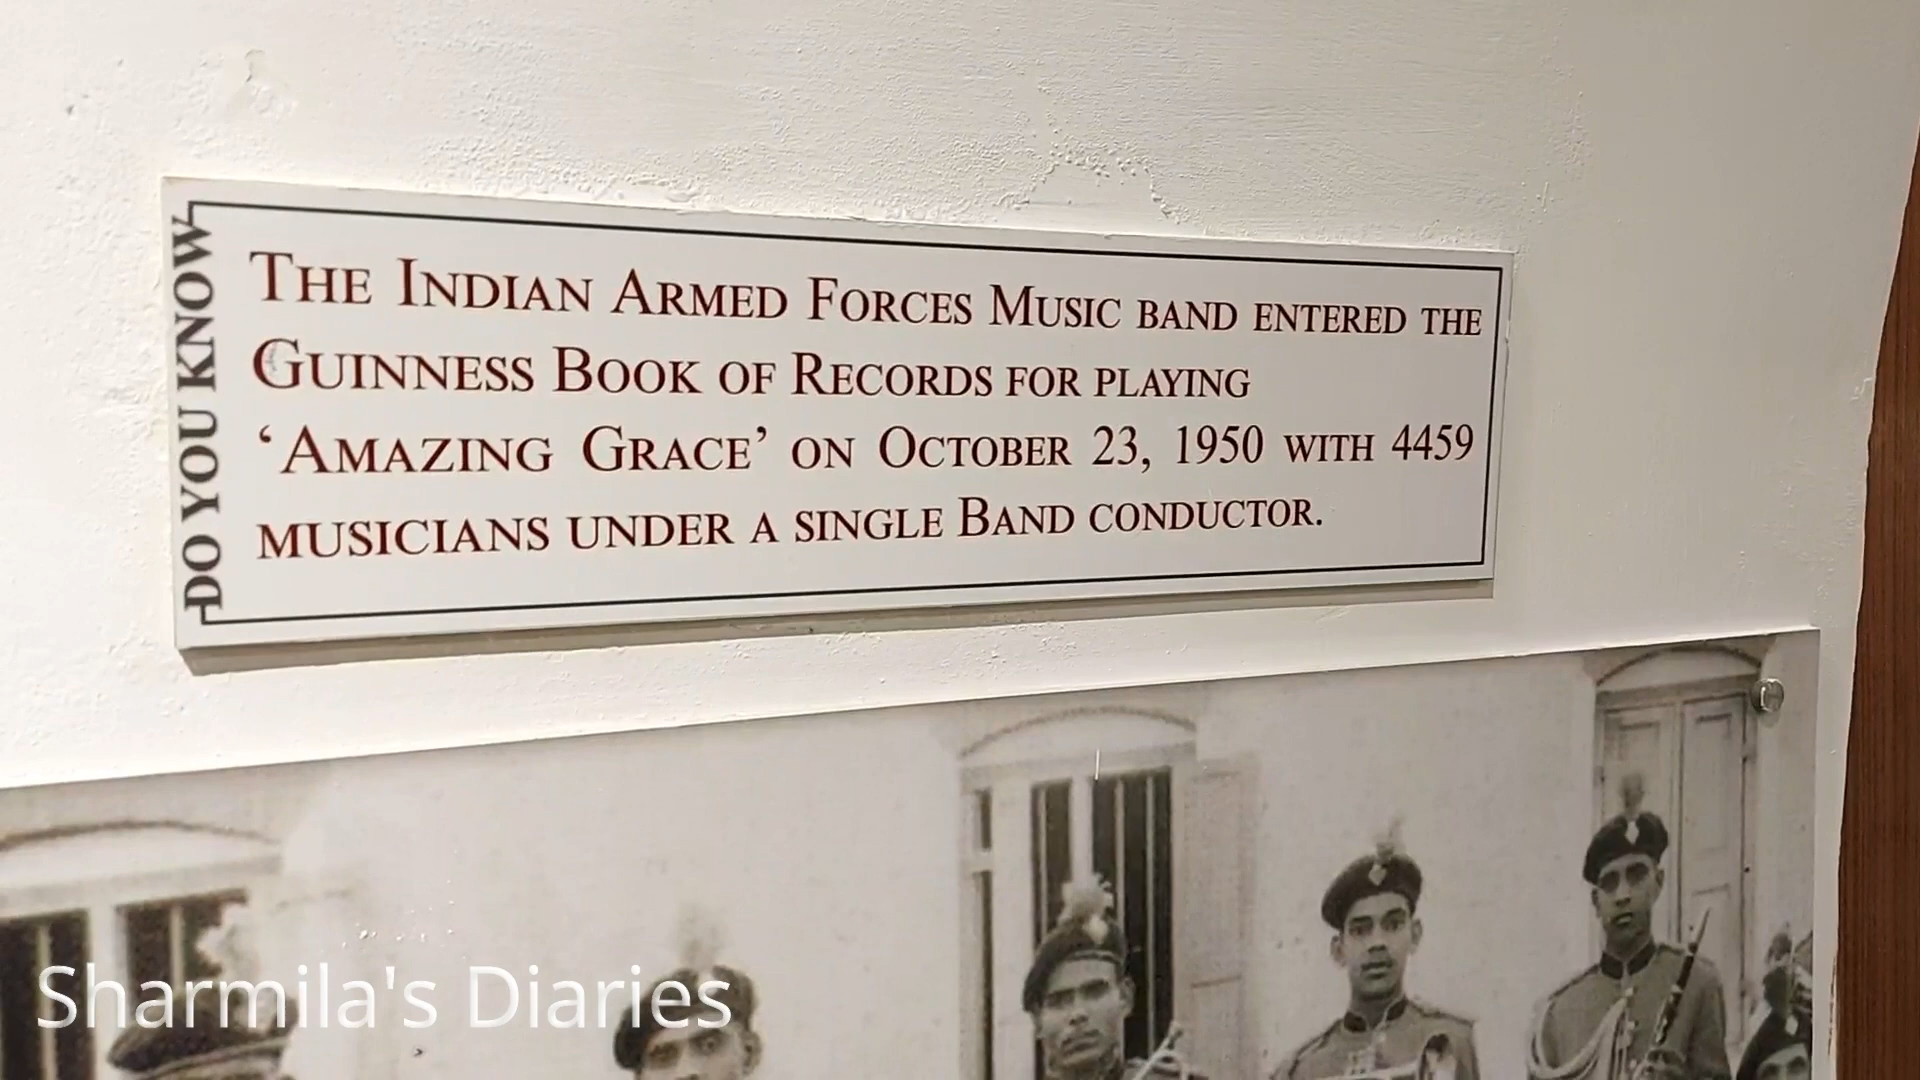 DO YOU KNOW
THE INDIAN ARMED FORCES MUSIC BAND ENTERED THE
GUINNESS BOOK OF RECORDS FOR PLAYING
‘AMAZING GRACE’ ON OCTOBER 23, 1950 WITH 4459
MUSICIANS UNDER A SINGLE BAND CONDUCTOR.
Sharmila's Diaries